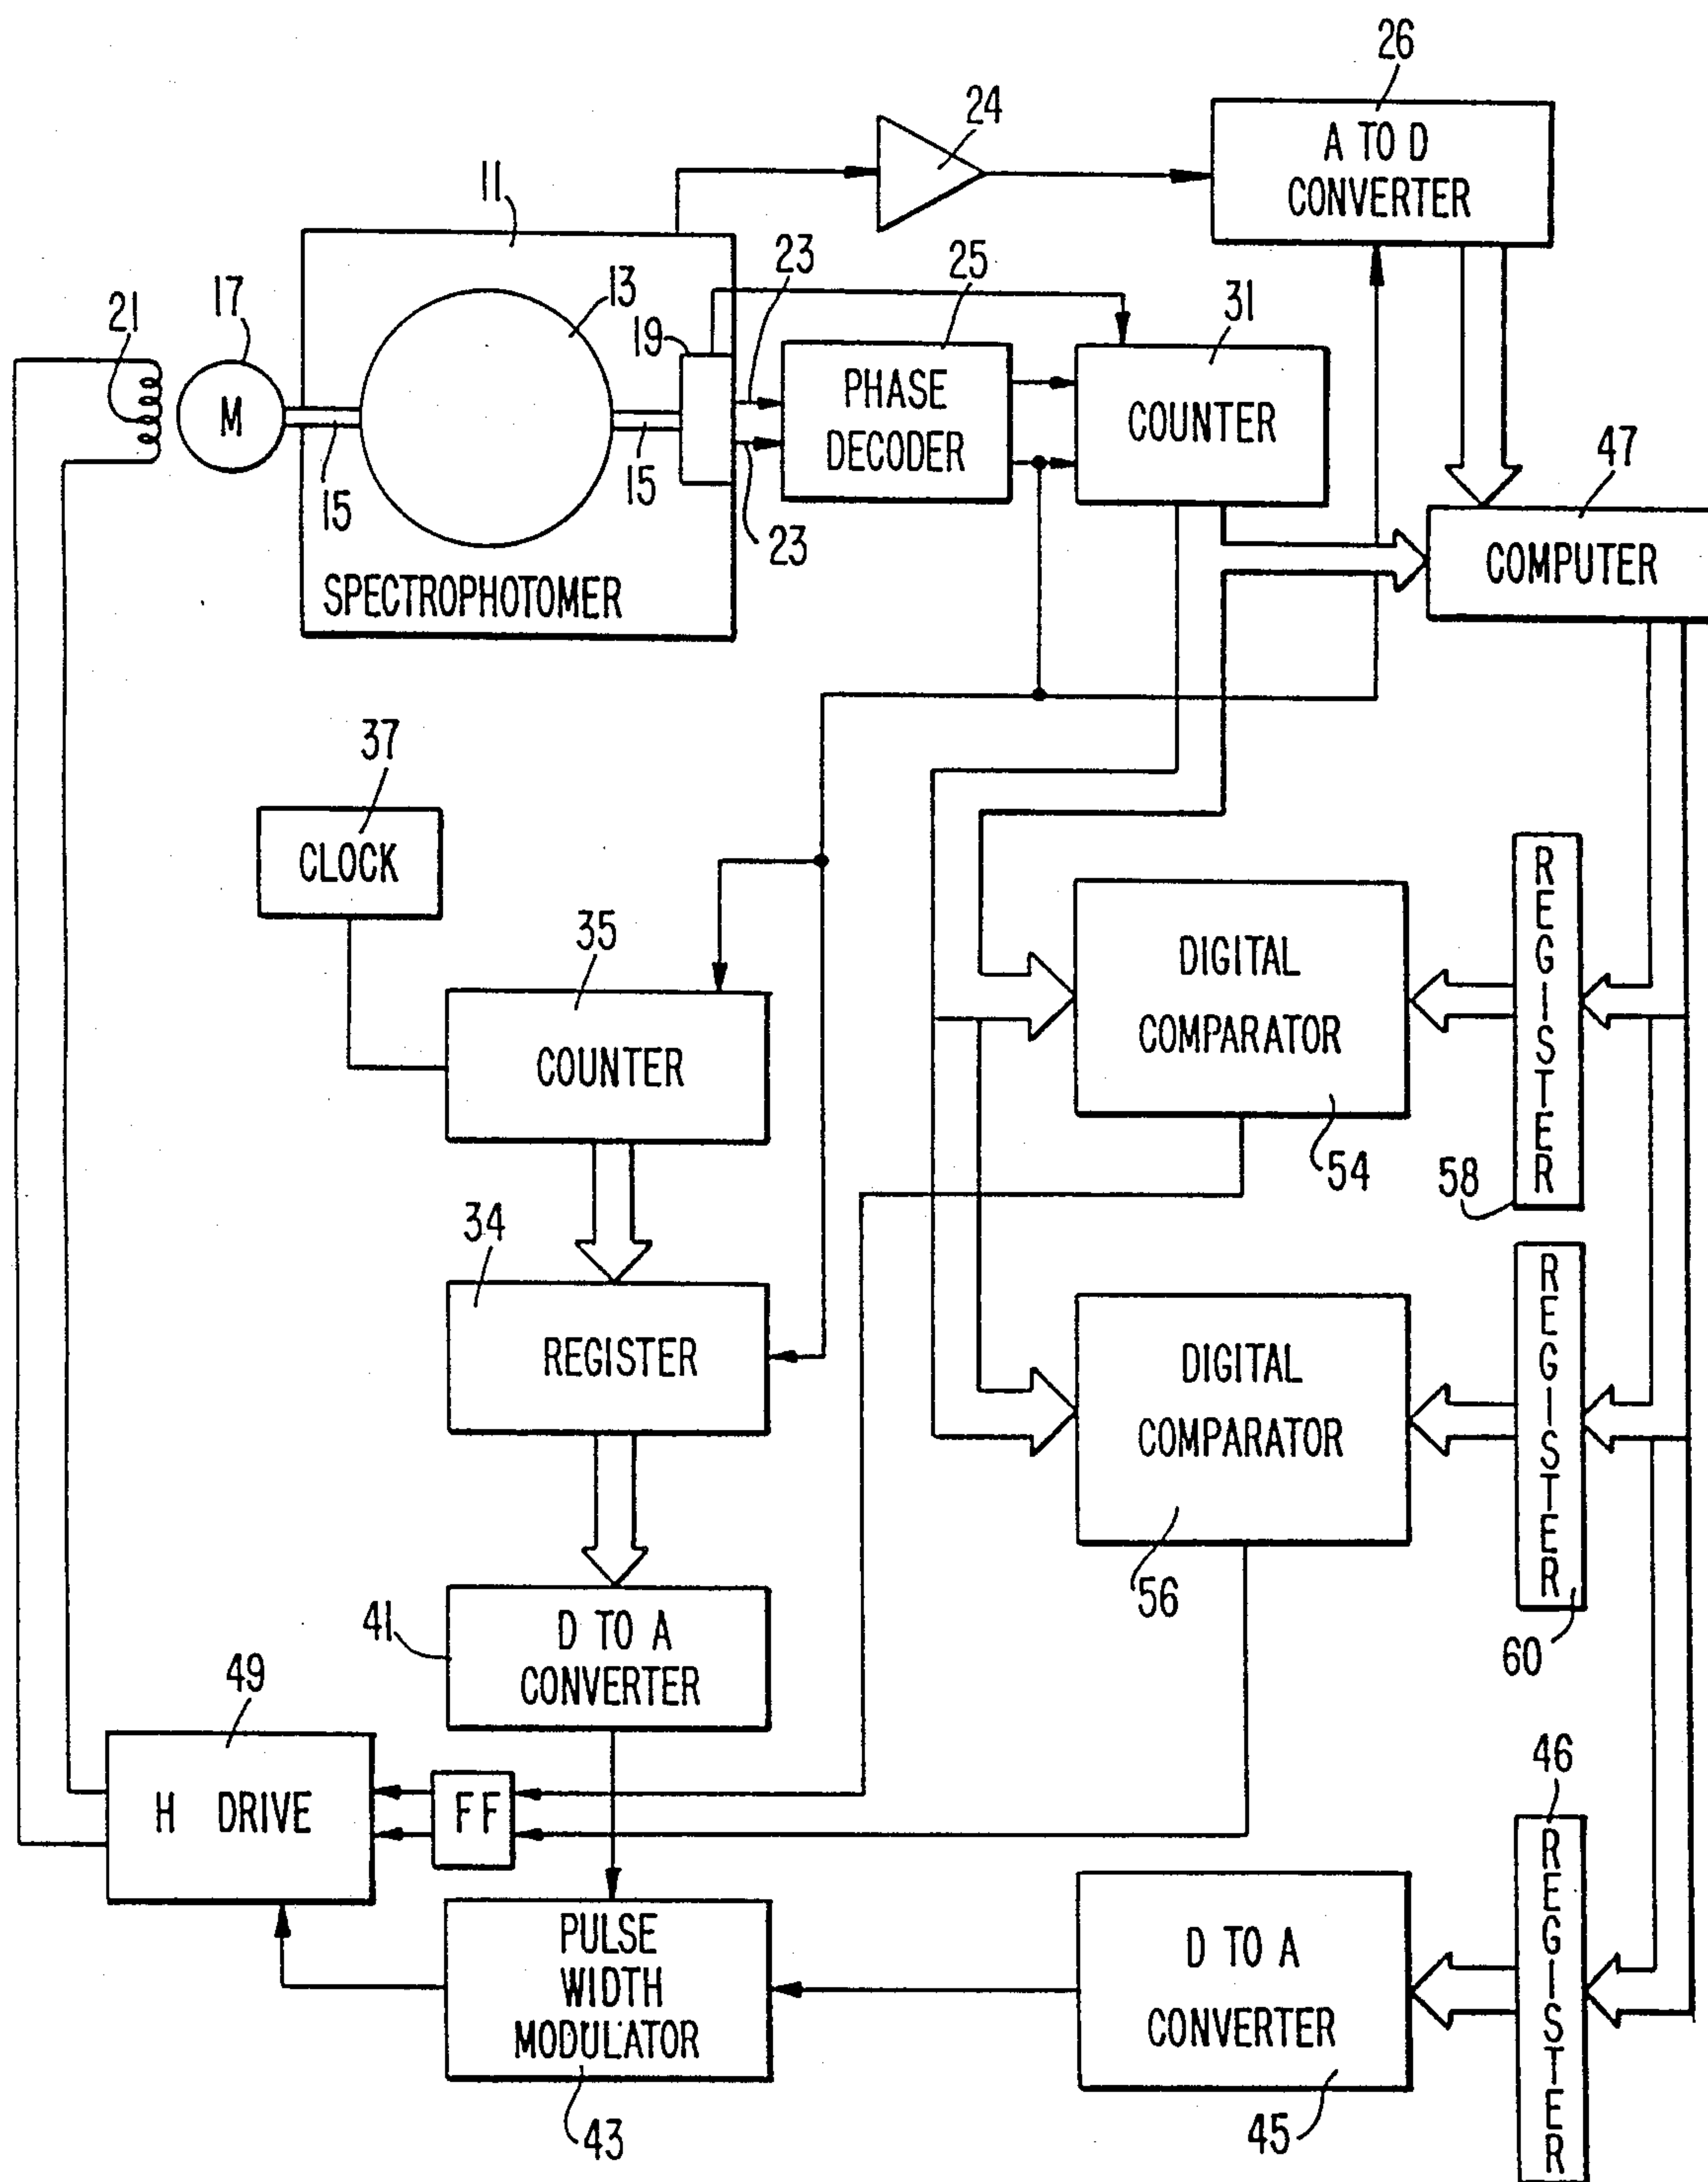 26
A TO D
CONVERTER
24
11
23
25
13
31
17
21
19
M
PHASE
DECODER
COUNTER
15
15
23
47
COMPUTER
SPECTROPHOTOMER
37
CLOCK
35
COUNTER
DIGITAL
COMPARATOR
54
REGISTER
58
34
REGISTER
DIGITAL
COMPARATOR
56
REGISTER
60
41
D TO A
CONVERTER
49
H DRIVE
FF
46
REGISTER
PULSE
WIDTH
MODULATOR
43
D TO A
CONVERTER
45